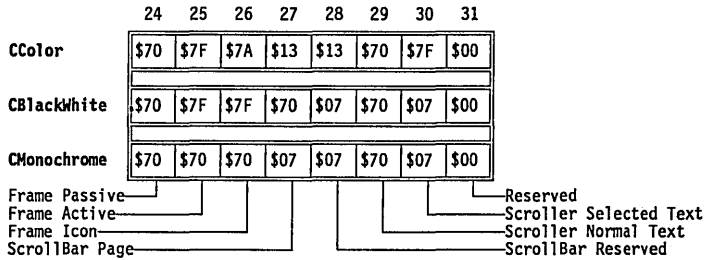 24 25 26 27 28 29 30 31
CColor $70 $7F $7A $13 $13 $70 $7F $00
CBlackWhite $70 $7F $7F $70 $07 $70 $07 $00
CMonochrome $70 $70 $70 $07 $07 $70 $07 $00
Frame Passive Reserved
Frame Active Scroller Selected Text
Frame Icon Scroller Normal Text
ScrollBar Page ScrollBar Reserved